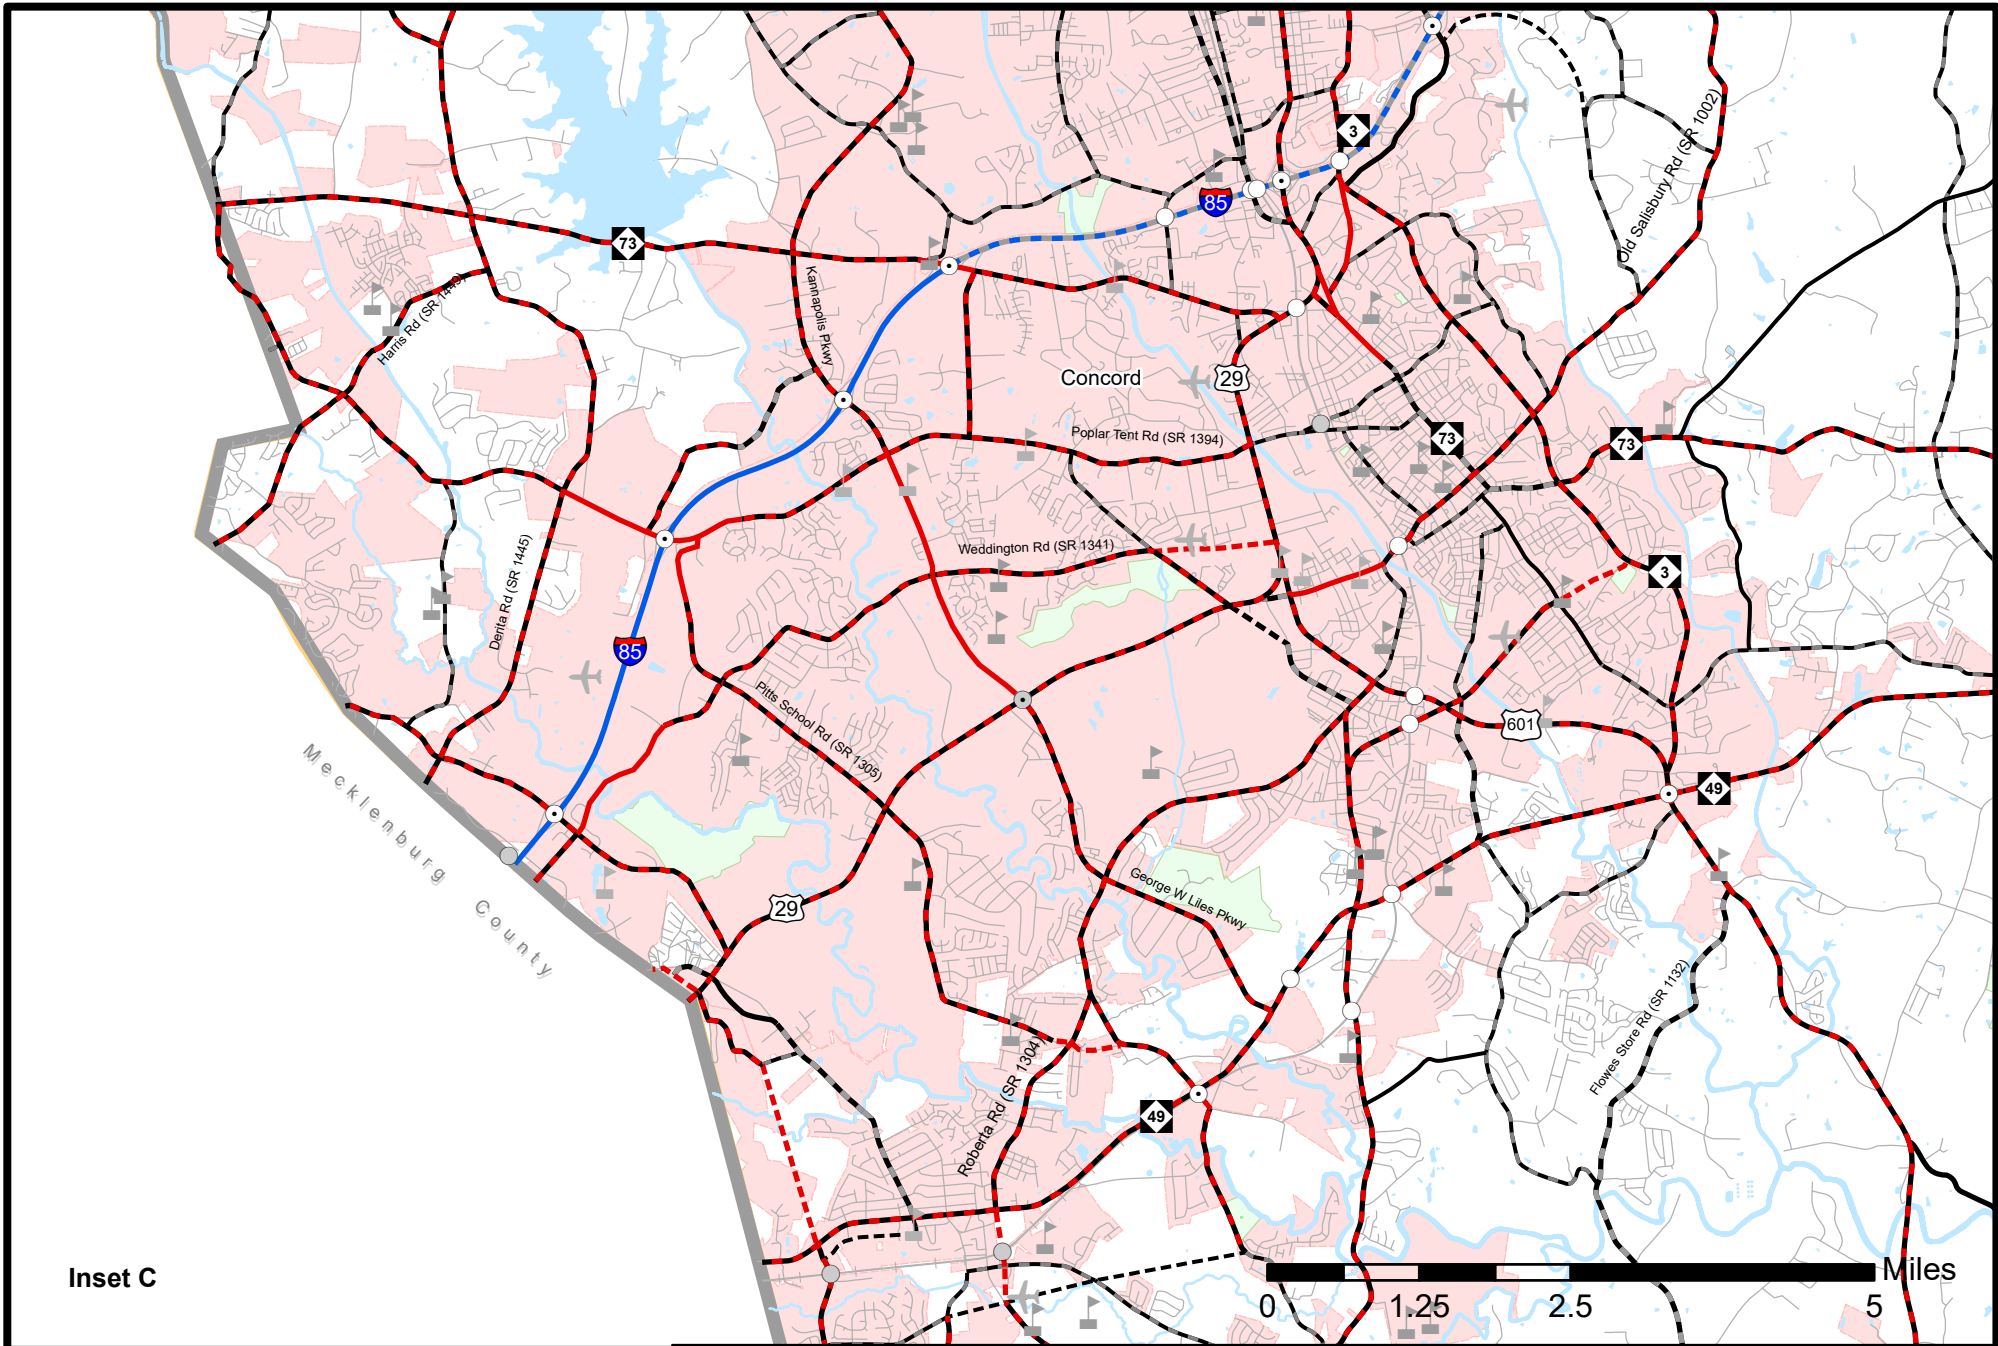 3
Old Salisbury Rd (SR 1002)
85
73
Harris Rd (SR 1449)
Kannapolis Pkwy
Concord
29
Poplar Tent Rd (SR 1394)
73
73
Weddington Rd (SR 1341)
Derita Rd (SR 1445)
3
85
Pitts School Rd (SR 1305)
601
49
Mecklenburg County
29
George W Liles Pkwy
Flowes Store Rd (SR 1132)
Roberta Rd (SR 1304)
49
Inset C
Miles
0 1.25 2.5 5